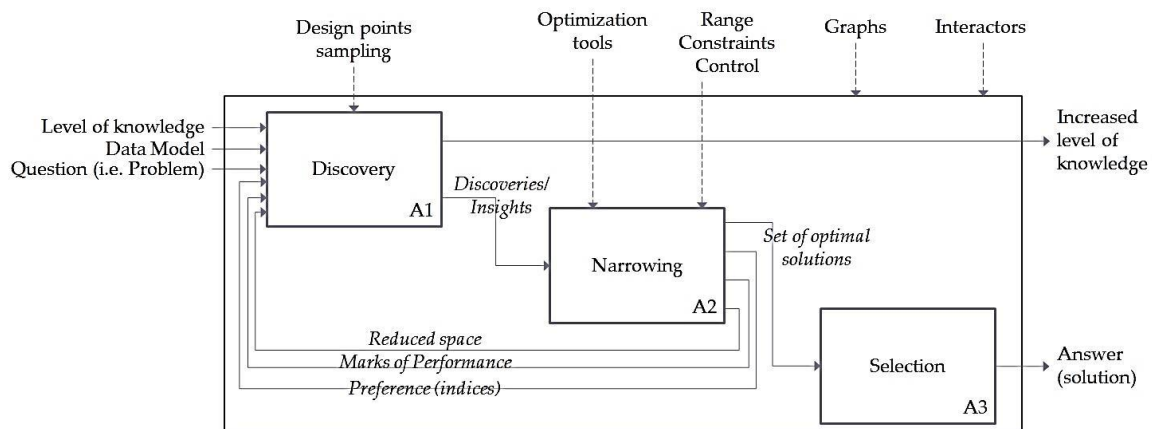 Design points
sampling
Optimization
tools
Range
Constraints
Control
Graphs
Interactors
Level of knowledge
Data Model
Question (i.e. Problem)
Discovery
A1
Increased
level of
knowledge
Discoveries/
Insights
Narrowing
A2
Set of optimal
solutions
Reduced space
Marks of Performance
Preference (indices)
Selection
A3
Answer
(solution)